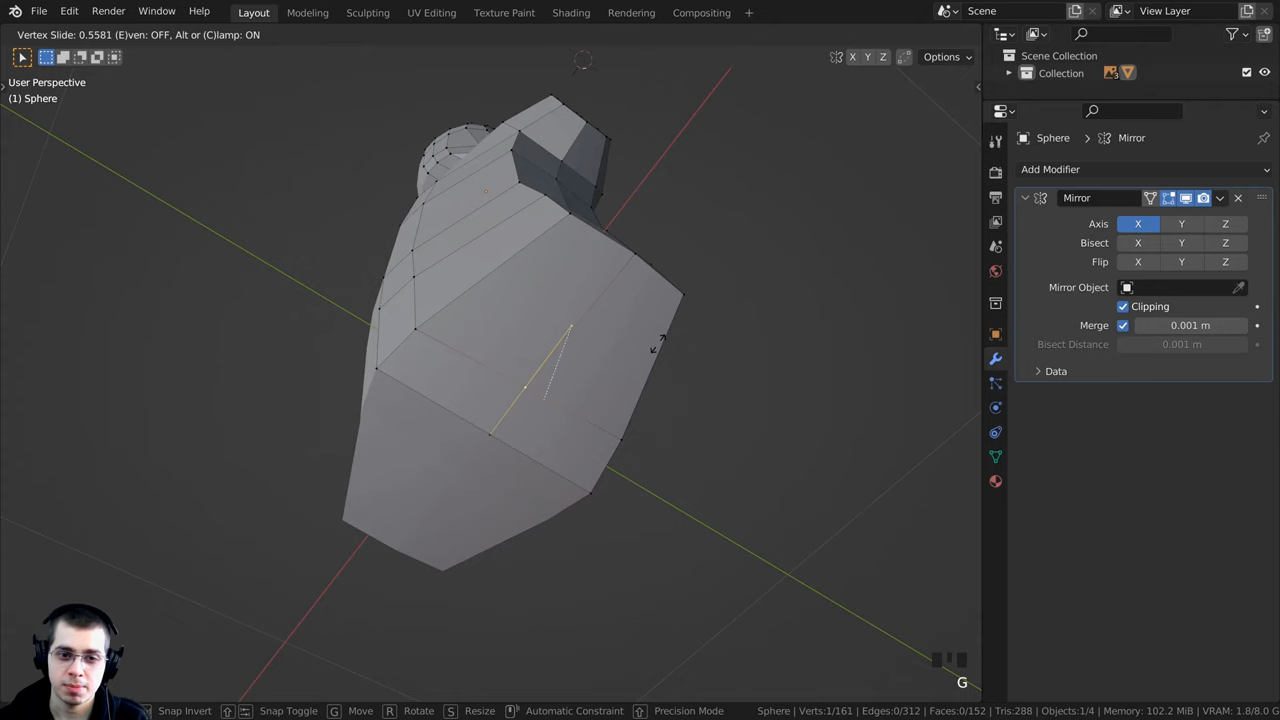 File Edit Render Window Help Layout Modeling Sculpting UV Editing Texture Paint Shading Rendering Compositing + Scene View Layer
Vertex Slide: 0.5581 (E)ven: OFF, Alt or (C)lamp: ON
X Y Z Options
User Perspective
(1) Sphere
Scene Collection
Collection 3
Sphere > Mirror
Add Modifier
Mirror
Axis X Y Z
Bisect X Y Z
Flip X Y Z
Mirror Object
Clipping
Merge 0.001 m
Bisect Distance 0.001 m
Data
G
Snap Invert Snap Toggle G Move R Rotate S Resize Automatic Constraint Precision Mode Sphere | Verts:1/161 | Edges:0/312 | Faces:0/152 | Tris:288 | Objects:1/4 | Memory: 102.2 MiB | VRAM: 1.8/8.0 G